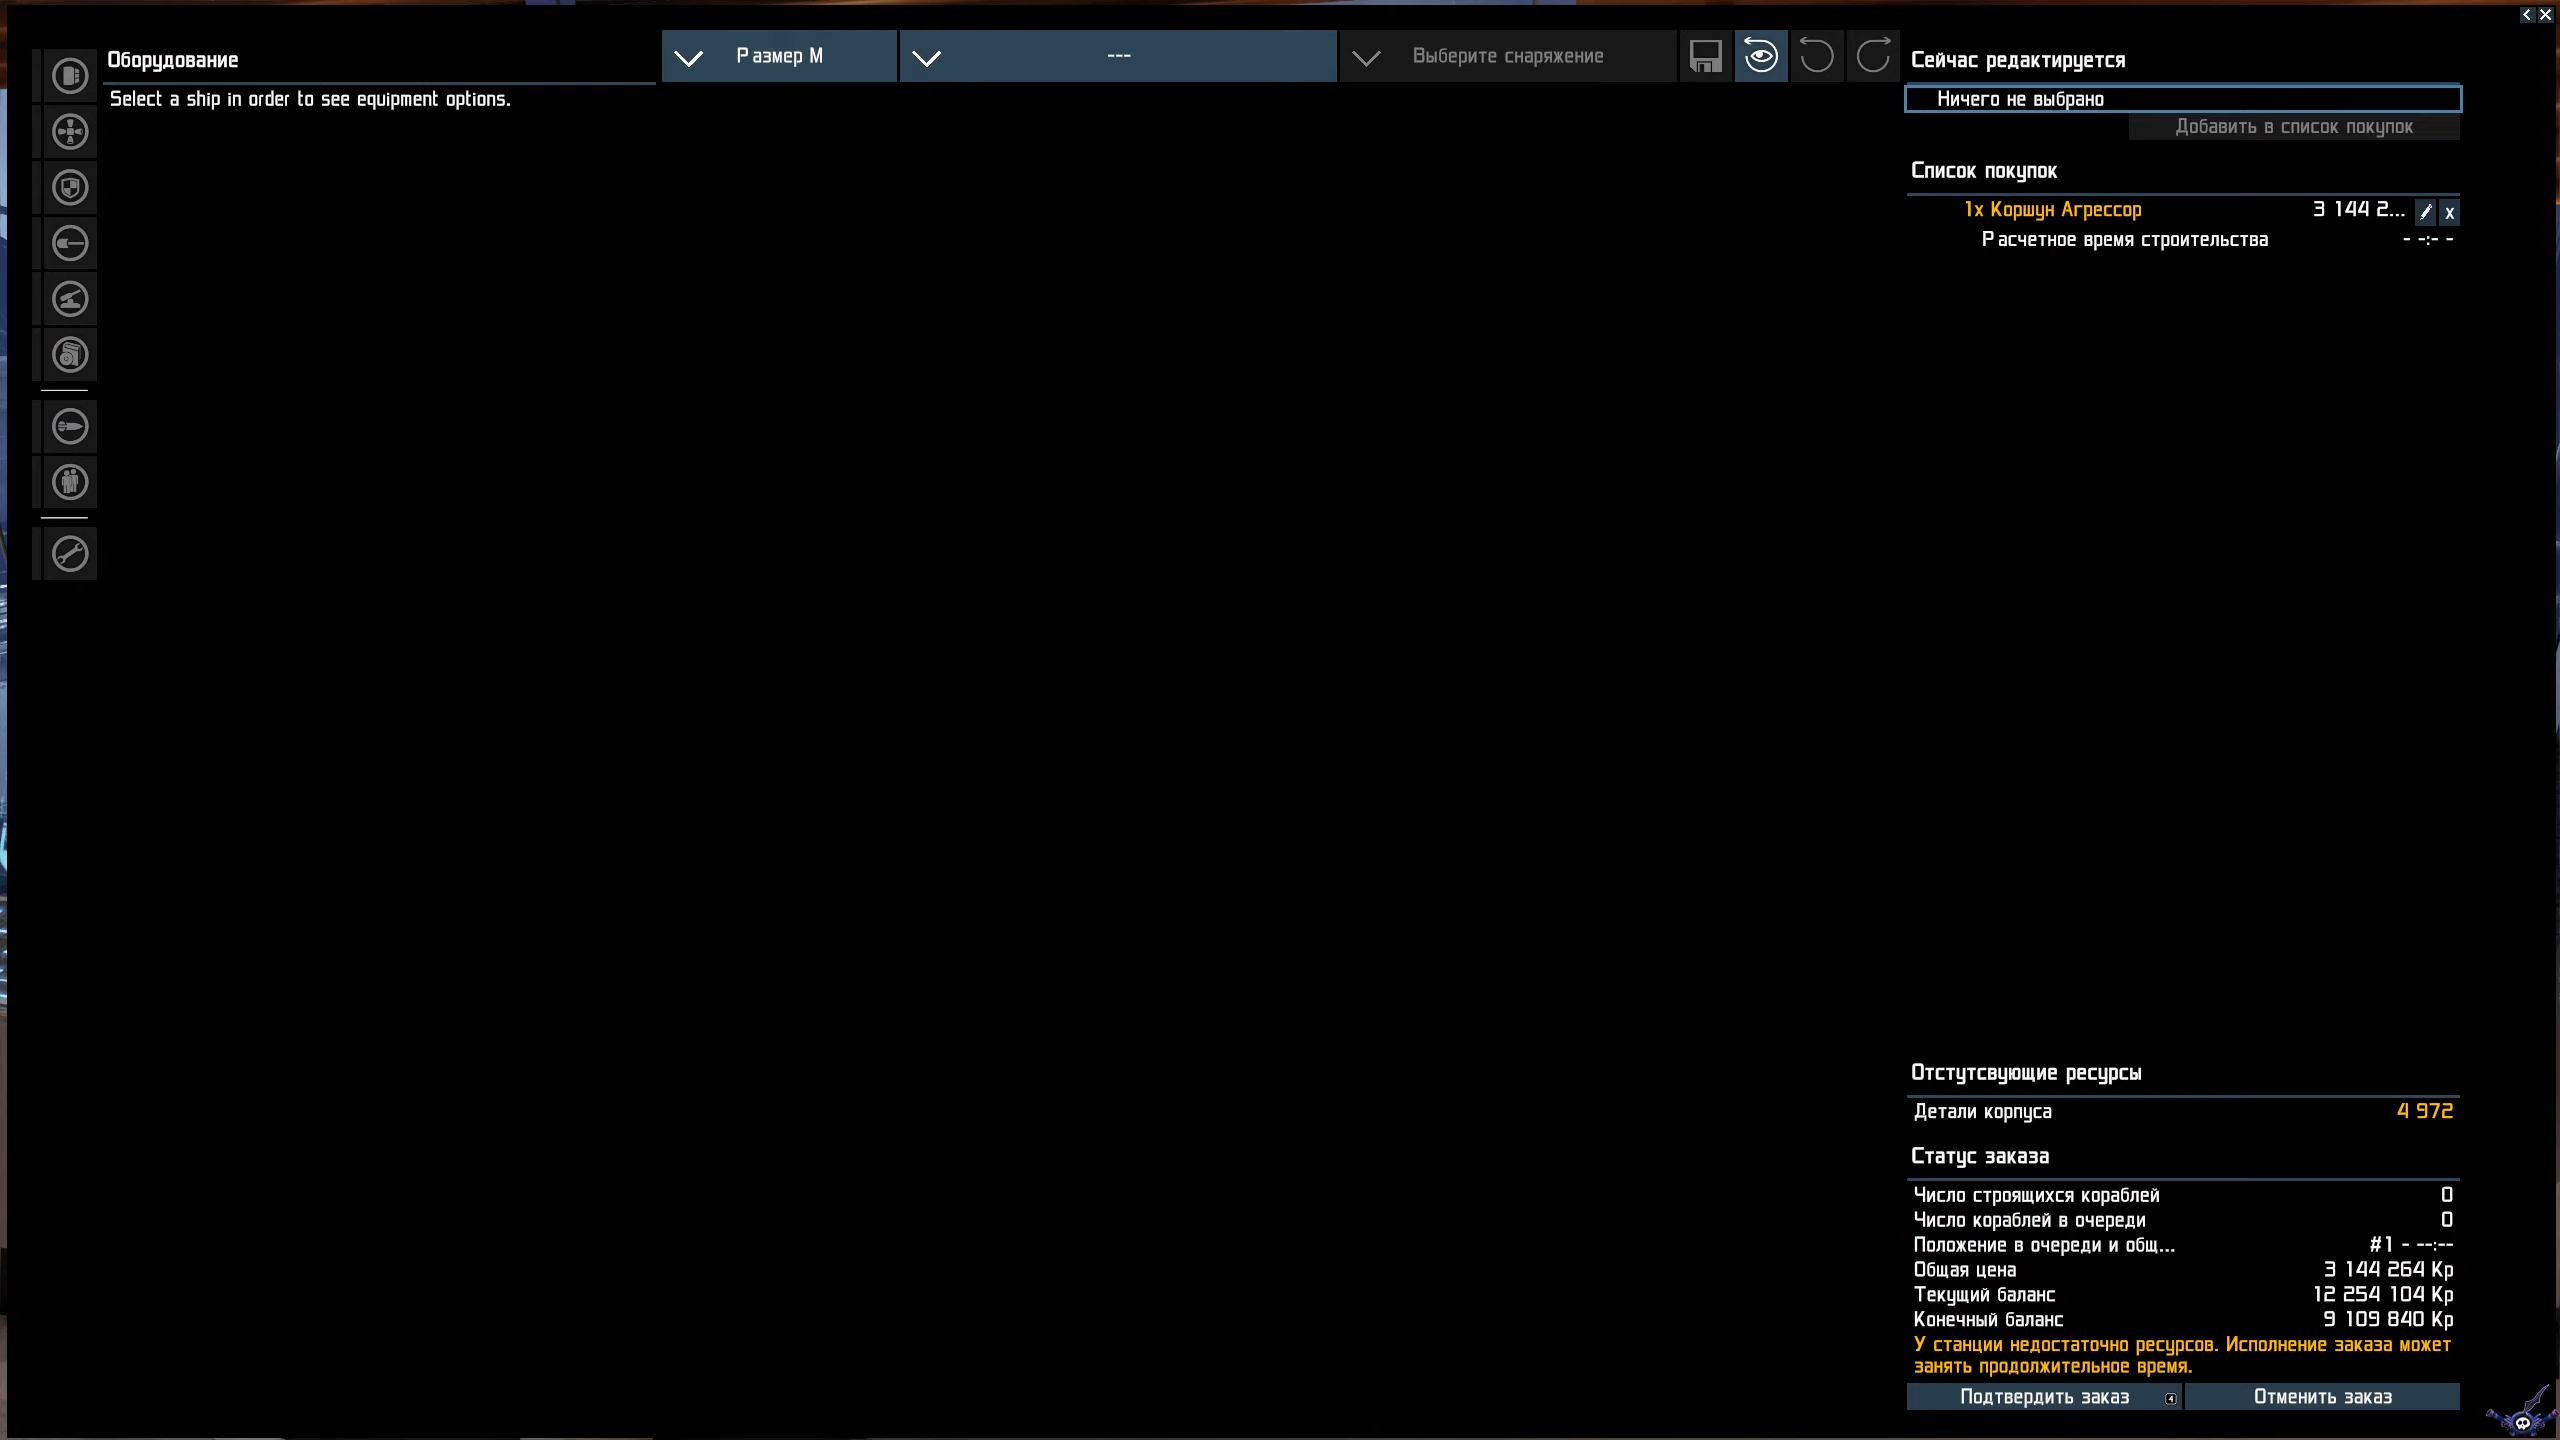 Оборудование
Select a ship in order to see equipment options.
Размер M
---
Выберите снаряжение
Сейчас редактируется
Ничего не выбрано
Добавить в список покупок
Список покупок
1x Коршун Агрессор 3 144 2... x
Расчетное время строительства - -:- -
Отстутсвующие ресурсы
Детали корпуса 4 972
Статус заказа
Число строящихся кораблей 0
Число кораблей в очереди 0
Положение в очереди и общ... #1 - --:--
Общая цена 3 144 264 Кр
Текущий баланс 12 254 104 Кр
Конечный баланс 9 109 840 Кр
У станции недостаточно ресурсов. Исполнение заказа может
занять продолжительное время.
Подтвердить заказ
Отменить заказ